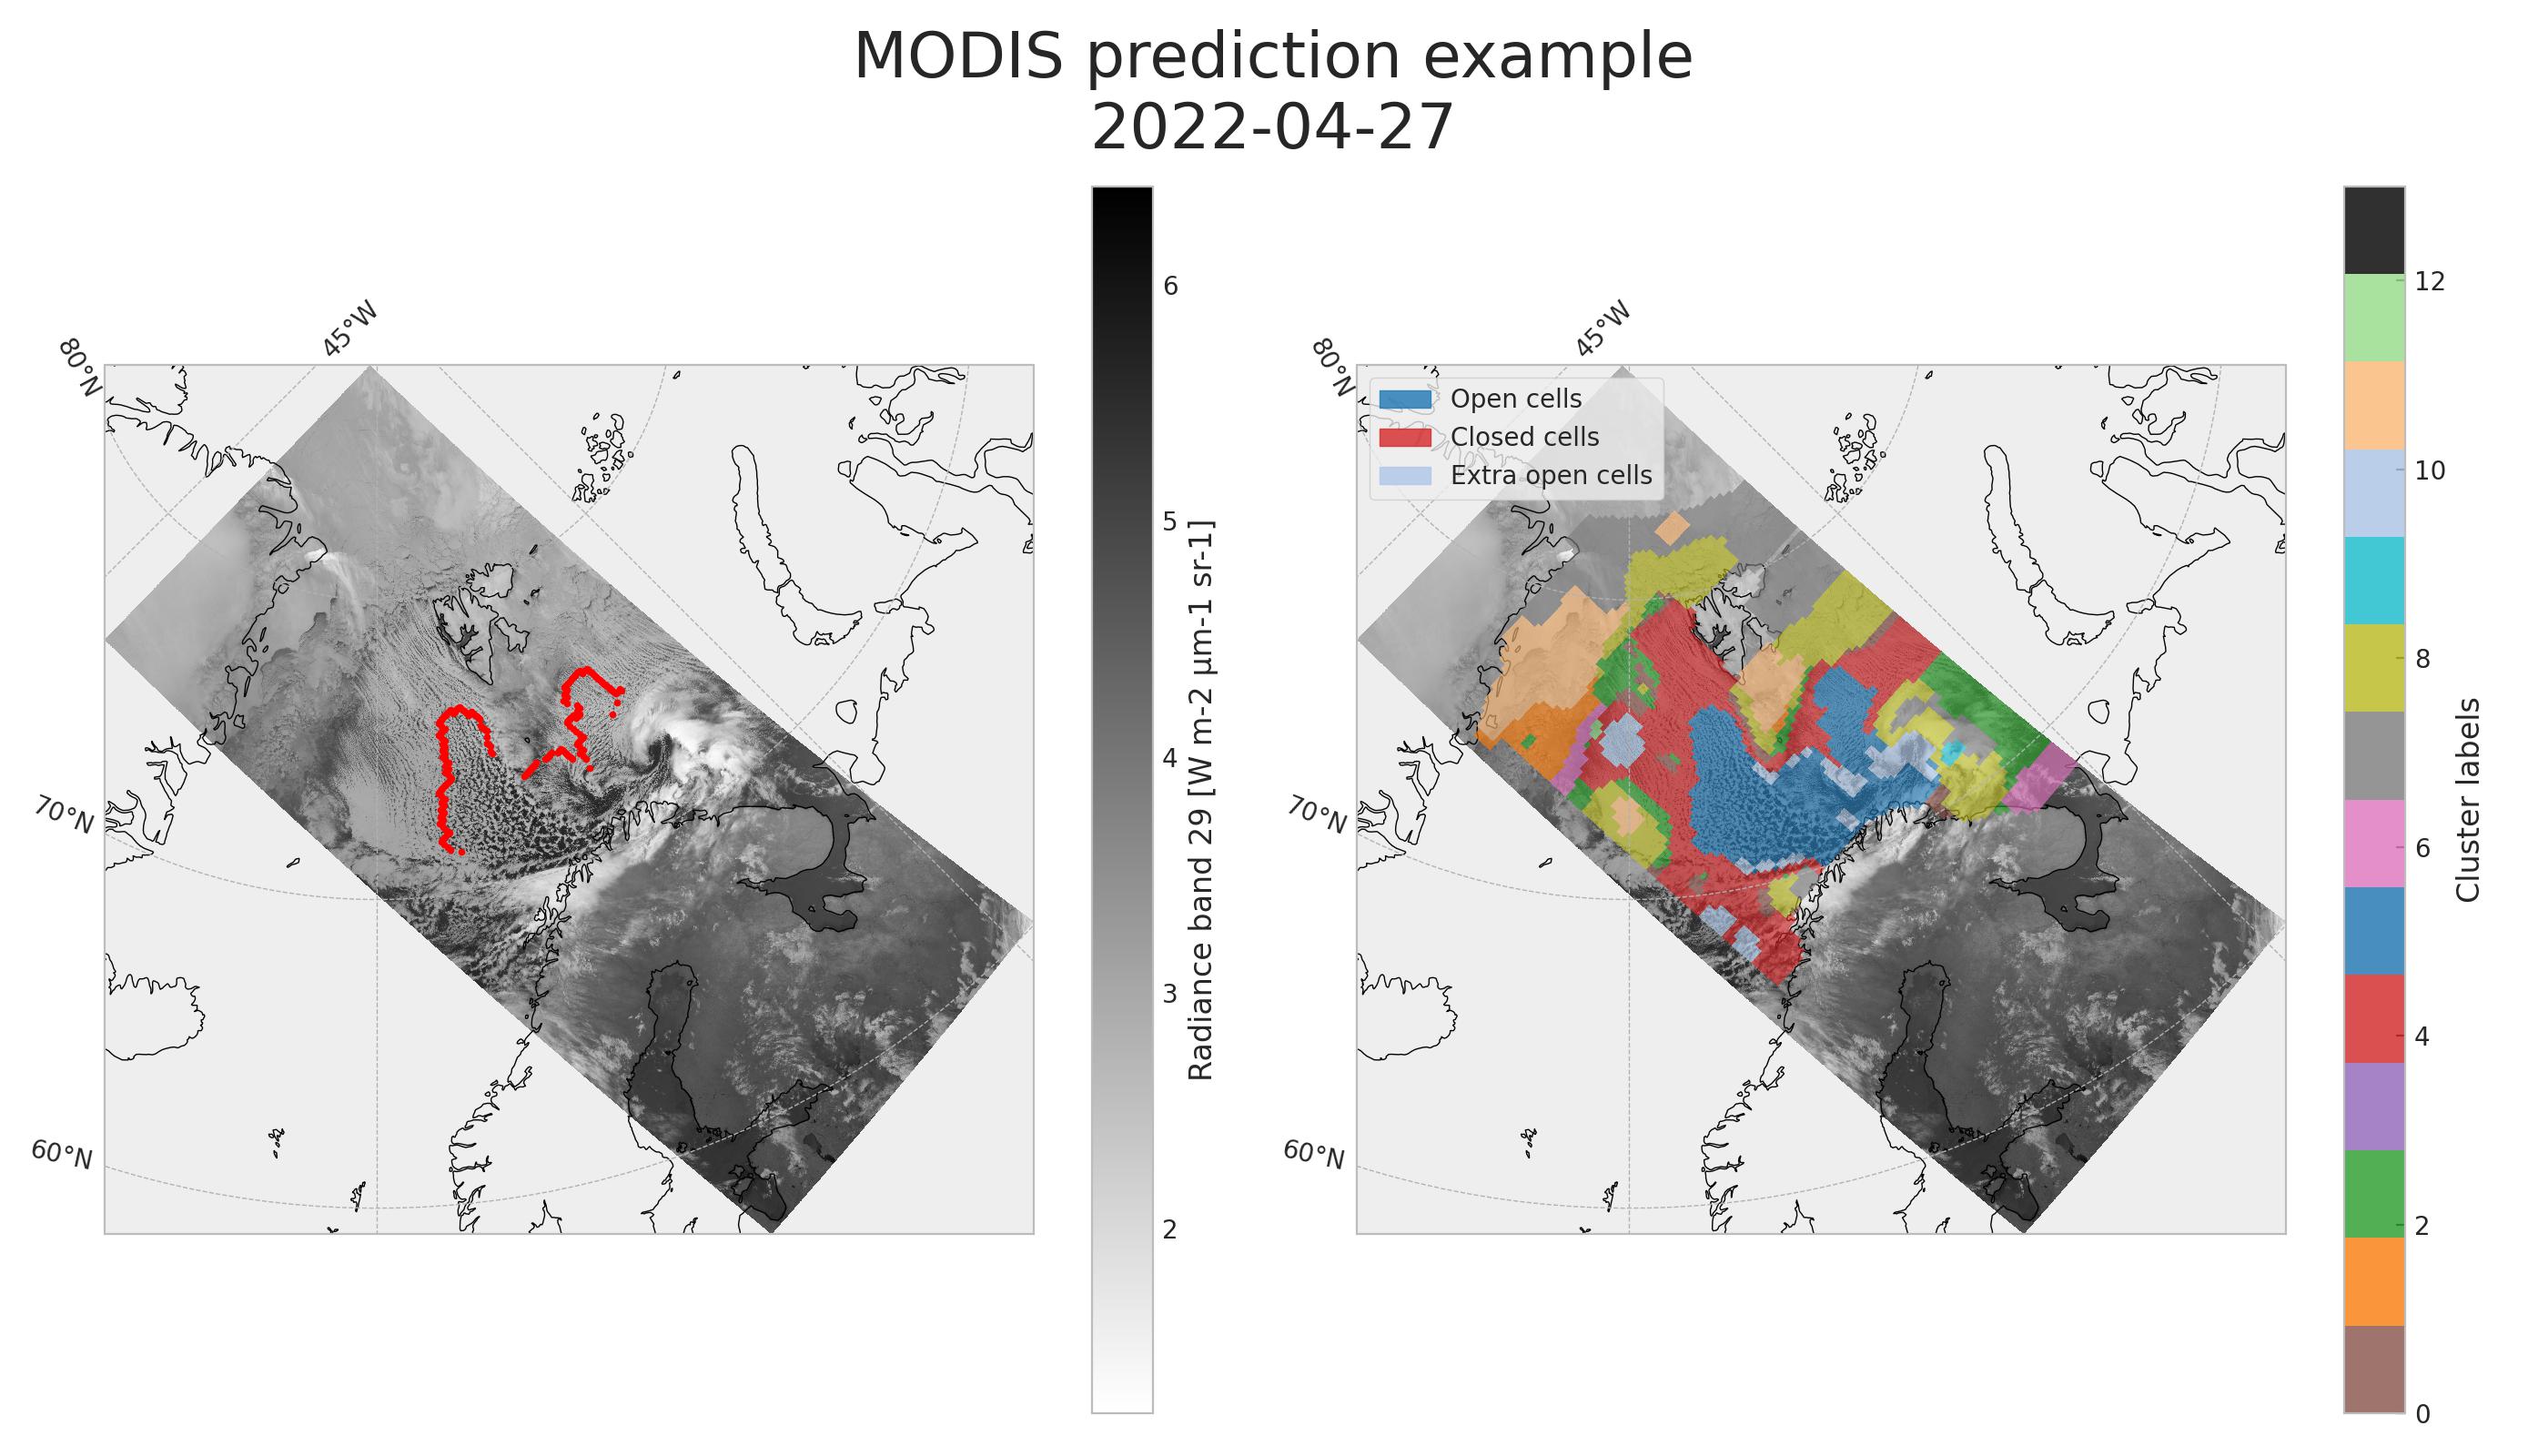 MODIS prediction example
2022-04-27
80°N
45°W
70°N
60°N
6
5
4
3
2
Radiance band 29 [W m-2 µm-1 sr-1]
80°N
45°W
Open cells
Closed cells
Extra open cells
70°N
60°N
12
10
8
6
4
2
0
Cluster labels